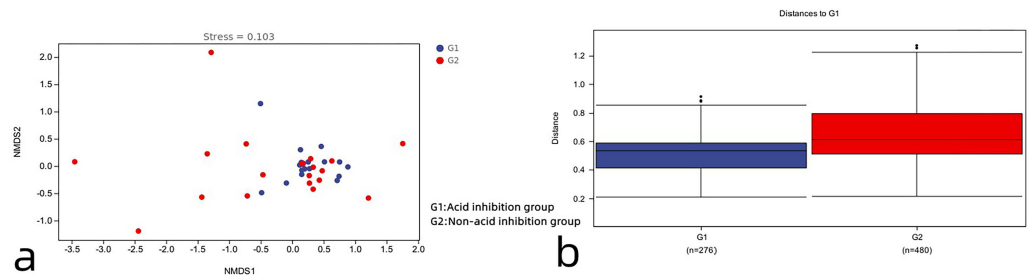 Stress = 0.103
G1
G2
2.0
1.5
1.0
0.5
0.0
-0.5
-1.0
NMDS2
-3.5 -3.0 -2.5 -2.0 -1.5 -1.0 -0.5 0.0 0.5 1.0 1.5 2.0
NMDS1
a
G1:Acid inhibition group
G2:Non-acid inhibition group
Distances to G1
1.2
1.0
0.8
0.6
0.4
0.2
Distance
G1 G2
(n=276) (n=480)
b